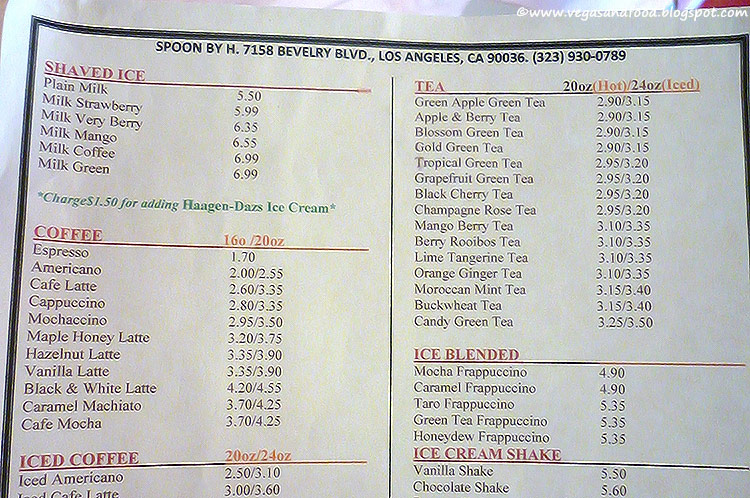 ©www.vegasandfood.blogspot.com
SPOON BY H. 7158 BEVELRY BLVD., LOS ANGELES, CA 90036. (323) 930-0789
SHAVED ICE
Plain Milk 5.50
Milk Strawberry 5.99
Milk Very Berry 6.35
Milk Mango 6.55
Milk Coffee 6.99
Milk Green 6.99
*Charge$1.50 for adding Haagen-Dazs Ice Cream*
COFFEE 16o /20oz
Espresso 1.70
Americano 2.00/2.55
Cafe Latte 2.60/3.35
Cappuccino 2.80/3.35
Mochaccino 2.95/3.50
Maple Honey Latte 3.20/3.75
Hazelnut Latte 3.35/3.90
Vanilla Latte 3.35/3.90
Black & White Latte 4.20/4.55
Caramel Machiato 3.70/4.25
Cafe Mocha 3.70/4.25
ICED COFFEE 20oz/24oz
Iced Americano 2.50/3.10
Iced Cafe Latte 3.00/3.60
TEA 20oz(Hot)/24oz(Iced)
Green Apple Green Tea 2.90/3.15
Apple & Berry Tea 2.90/3.15
Blossom Green Tea 2.90/3.15
Gold Green Tea 2.90/3.15
Tropical Green Tea 2.95/3.20
Grapefruit Green Tea 2.95/3.20
Black Cherry Tea 2.95/3.20
Champagne Rose Tea 2.95/3.20
Mango Berry Tea 3.10/3.35
Berry Rooibos Tea 3.10/3.35
Lime Tangerine Tea 3.10/3.35
Orange Ginger Tea 3.10/3.35
Moroccan Mint Tea 3.15/3.40
Buckwheat Tea 3.15/3.40
Candy Green Tea 3.25/3.50
ICE BLENDED
Mocha Frappuccino 4.90
Caramel Frappuccino 4.90
Taro Frappuccino 5.35
Green Tea Frappuccino 5.35
Honeydew Frappuccino 5.35
ICE CREAM SHAKE
Vanilla Shake 5.50
Chocolate Shake 5.60